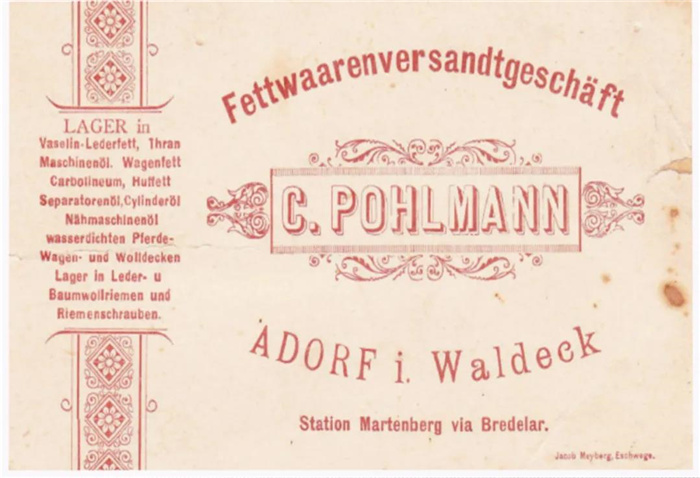 Fettwaarenversandtgeschäft
C. POHLMANN
ADORF i. Waldeck
Station Martenberg via Bredelar.
LAGER in
Vaselin-Lederfett, Thran
Maschinenöl. Wagenfett
Carbolineum, Huffett
Separatorenöl, Cylinderöl
Nähmaschinenöl
wasserdichten Pferde-
Wagen- und Wolldecken
Lager in Leder- u
Baumwollriemen und
Riemenschrauben.
Jacob Meyberg, Eschwege.